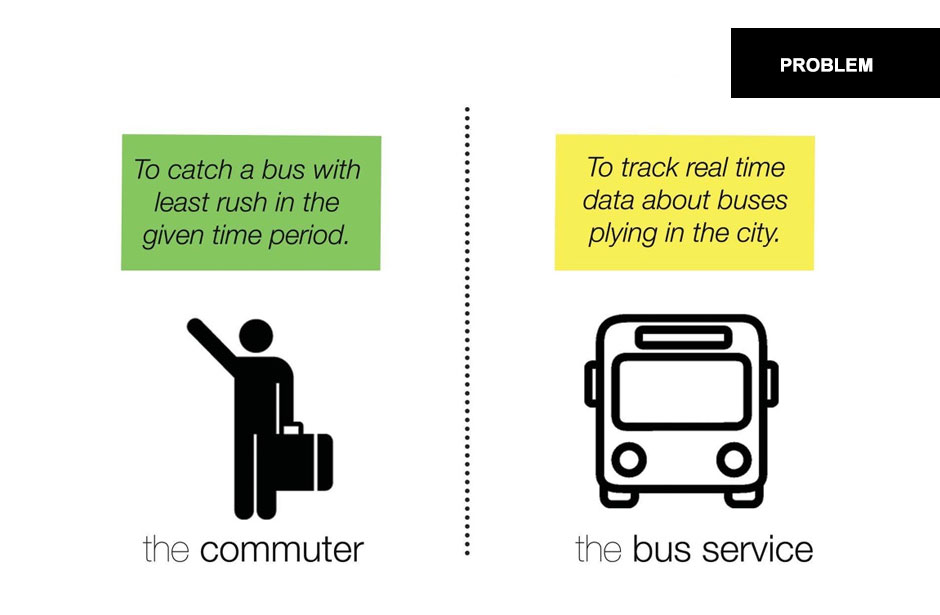 PROBLEM
To catch a bus with
least rush in the
given time period.
the commuter
To track real time
data about buses
plying in the city.
the bus service